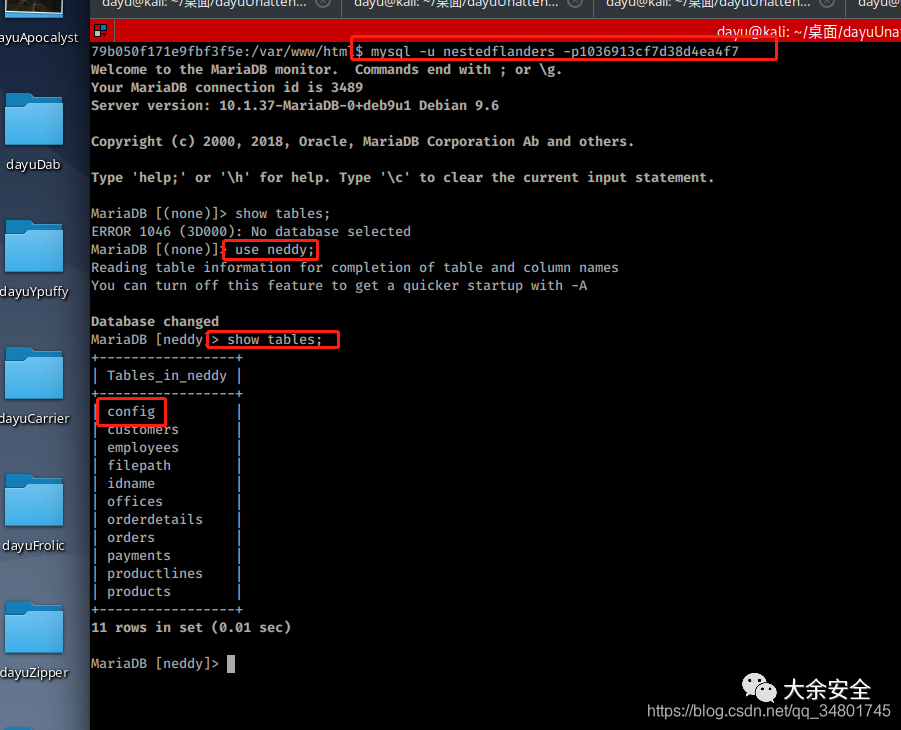 dayu@kali: ~/桌面/dayuUnatten...
dayu@kali: ~/桌面/dayuUnatten...
dayu@kali: ~/桌面/dayuUnatten...
dayu@
dayu@kali: ~/桌面/dayuUnat
ayuApocalyst
dayuDab
dayuYpuffy
dayuCarrier
dayuFrolic
dayuZipper
79b050f171e9fbf3f5e:/var/www/html$ mysql -u nestedflanders -p1036913cf7d38d4ea4f7
Welcome to the MariaDB monitor.  Commands end with ; or \g.
Your MariaDB connection id is 3489
Server version: 10.1.37-MariaDB-0+deb9u1 Debian 9.6
Copyright (c) 2000, 2018, Oracle, MariaDB Corporation Ab and others.
Type 'help;' or '\h' for help. Type '\c' to clear the current input statement.
MariaDB [(none)]> show tables;
ERROR 1046 (3D000): No database selected
MariaDB [(none)]> use neddy;
Reading table information for completion of table and column names
You can turn off this feature to get a quicker startup with -A
Database changed
MariaDB [neddy]> show tables;
+-----------------+
| Tables_in_neddy |
+-----------------+
| config          |
| customers       |
| employees       |
| filepath        |
| idname          |
| offices         |
| orderdetails    |
| orders          |
| payments        |
| productlines    |
| products        |
+-----------------+
11 rows in set (0.01 sec)
MariaDB [neddy]>
大余安全
https://blog.csdn.net/qq_34801745